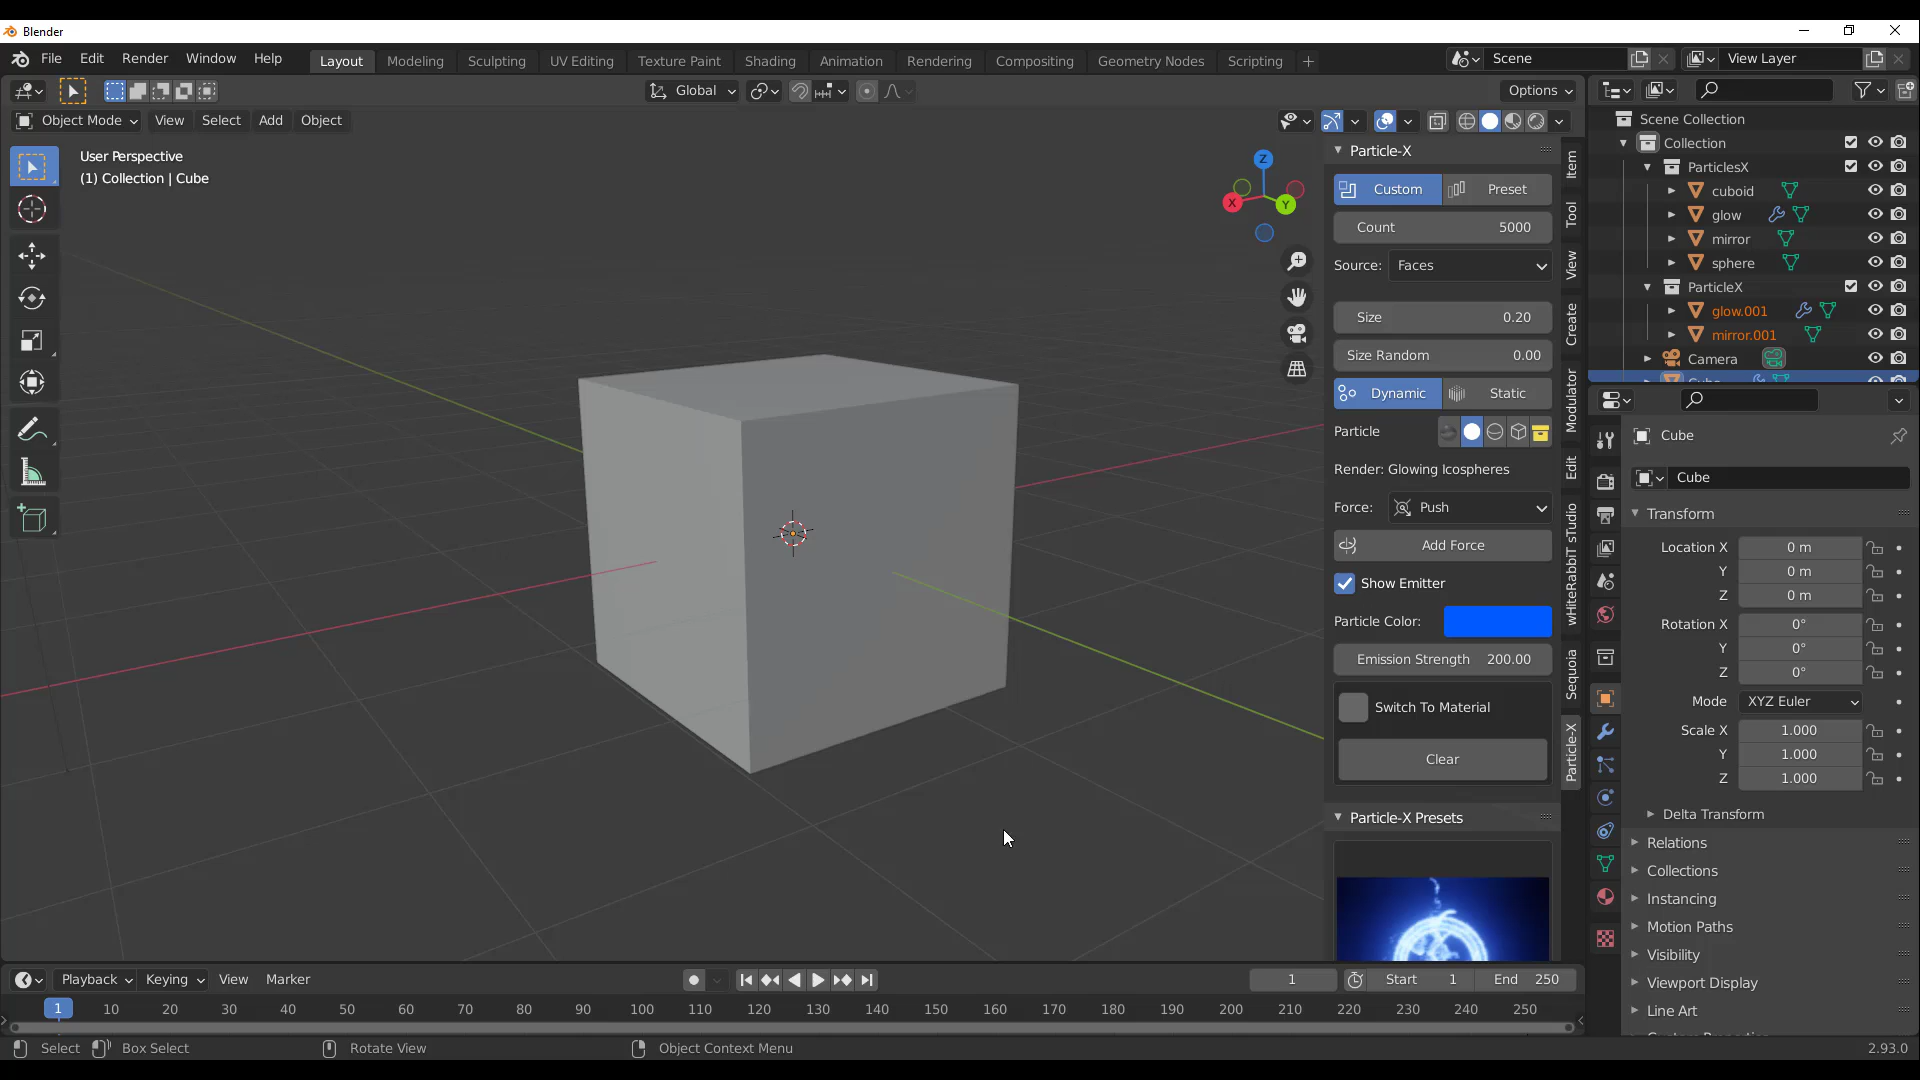 Blender
File Edit Render Window Help Layout Modeling Sculpting UV Editing Texture Paint Shading Animation Rendering Compositing Geometry Nodes Scripting + Scene View Layer
Global Options
Object Mode View Select Add Object
User Perspective
(1) Collection | Cube
Z
X
Y
Particle-X
Custom Preset
Count 5000
Source: Faces
Size 0.20
Size Random 0.00
Dynamic Static
Particle
Render: Glowing Icospheres
Force: Push
Add Force
Show Emitter
Particle Color:
Emission Strength 200.00
Switch To Material
Clear
Particle-X Presets
Item
Tool
View
Create
Modulator
Edit
wHiteRabbiT sTudio
Sequoia
Particle-X
Scene Collection
Collection
ParticlesX
cuboid
glow
mirror
sphere
ParticleX
glow.001
mirror.001
Camera
Cube
Cube
Transform
Location X 0 m
Y 0 m
Z 0 m
Rotation X 0°
Y 0°
Z 0°
Mode XYZ Euler
Scale X 1.000
Y 1.000
Z 1.000
Delta Transform
Relations
Collections
Instancing
Motion Paths
Visibility
Viewport Display
Line Art
Playback Keying View Marker 1 Start 1 End 250
1 10 20 30 40 50 60 70 80 90 100 110 120 130 140 150 160 170 180 190 200 210 220 230 240 250
Select Box Select Rotate View Object Context Menu 2.93.0